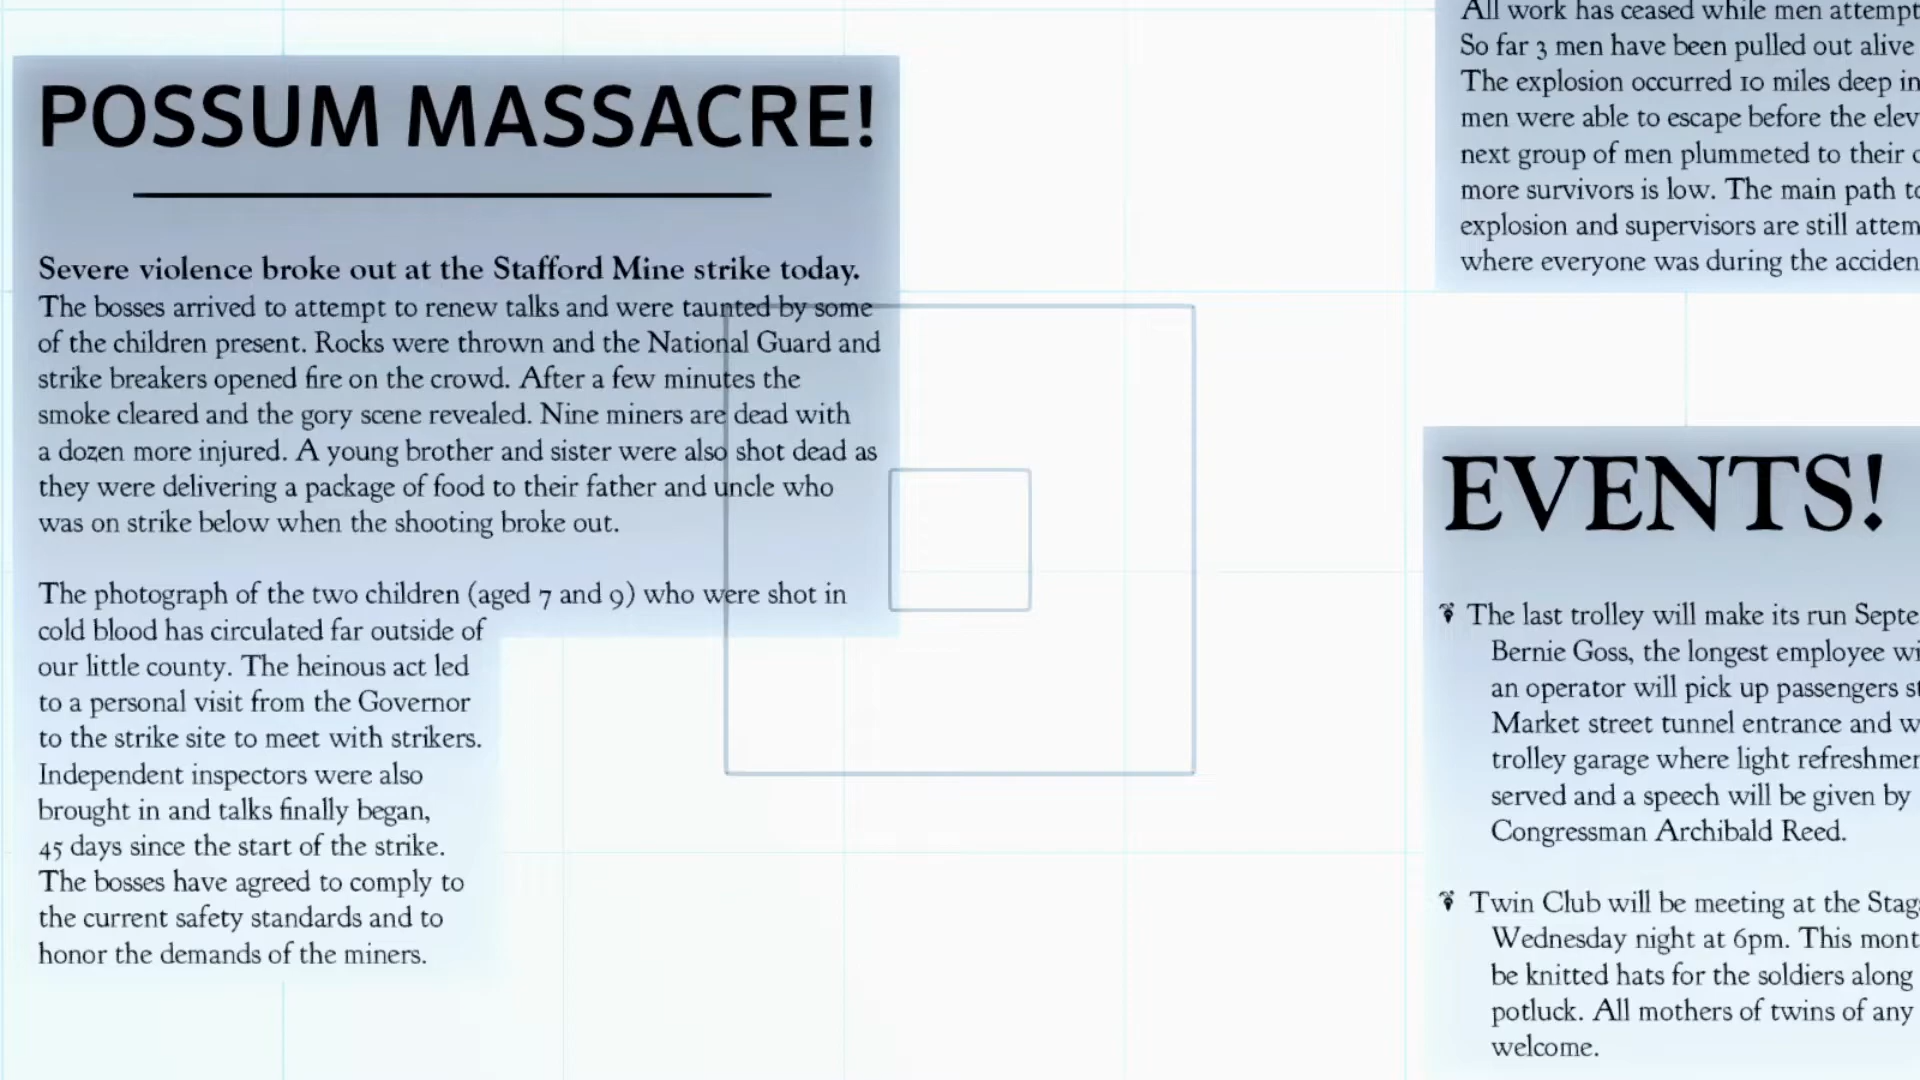 POSSUM MASSACRE!
Severe violence broke out at the Stafford Mine strike today.
The bosses arrived to attempt to renew talks and were taunted by some
of the children present. Rocks were thrown and the National Guard and
strike breakers opened fire on the crowd. After a few minutes the
smoke cleared and the gory scene revealed. Nine miners are dead with
a dozen more injured. A young brother and sister were also shot dead as
they were delivering a package of food to their father and uncle who
was on strike below when the shooting broke out.
The photograph of the two children (aged 7 and 9) who were shot in
cold blood has circulated far outside of
our little county. The heinous act led
to a personal visit from the Governor
to the strike site to meet with strikers.
Independent inspectors were also
brought in and talks finally began,
45 days since the start of the strike.
The bosses have agreed to comply to
the current safety standards and to
honor the demands of the miners.
All work has ceased while men attempt
So far 3 men have been pulled out alive
The explosion occurred 10 miles deep in
men were able to escape before the elev
next group of men plummeted to their
more survivors is low. The main path to
explosion and supervisors are still attem
where everyone was during the acciden
EVENTS!
The last trolley will make its run Septe
Bernie Goss, the longest employee wi
an operator will pick up passengers st
Market street tunnel entrance and w
trolley garage where light refreshmen
served and a speech will be given by
Congressman Archibald Reed.
Twin Club will be meeting at the Stag
Wednesday night at 6pm. This mont
be knitted hats for the soldiers along
potluck. All mothers of twins of any
welcome.